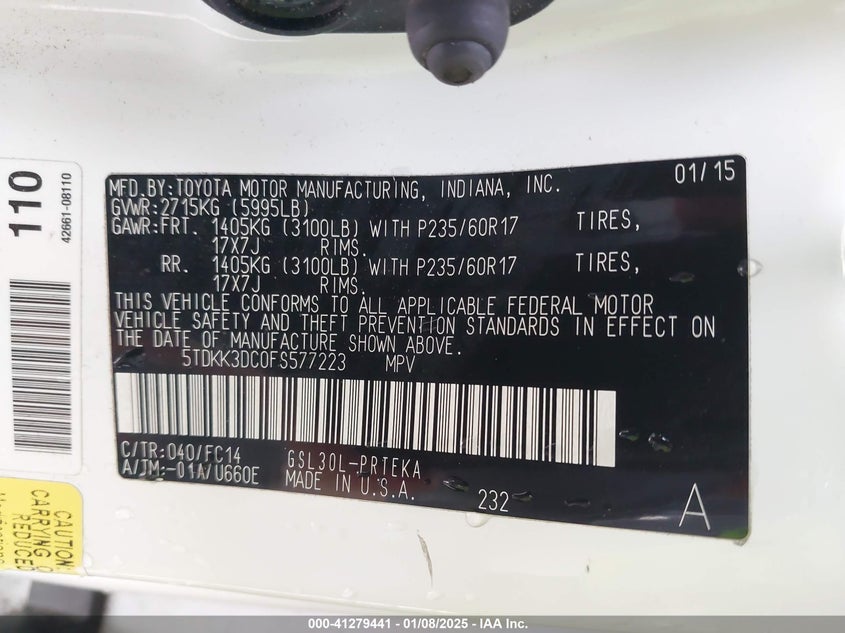 MFD.BY:TOYOTA MOTOR MANUFACTURING, INDIANA, INC. 01/15
GVWR:2715KG (5995LB)
GAWR:FRT. 1405KG (3100LB) WITH P235/60R17 TIRES,
17X7J RIMS.
RR. 1405KG (3100LB) WITH P235/60R17 TIRES,
17X7J RIMS.
THIS VEHICLE CONFORMS TO ALL APPLICABLE FEDERAL MOTOR
VEHICLE SAFETY AND THEFT PREVENTION STANDARDS IN EFFECT ON
THE DATE OF MANUFACTURE SHOWN ABOVE.
5TDKK3DC0FS577223 MPV
C/TR:040/FC14 GSL30L-PRTEKA
A/TM:-01A/U660E MADE IN U.S.A. 232 A
110
42661-08110
CAUTION:
CARRYING
REDUCED
000-41279441 - 01/08/2025 - IAA Inc.